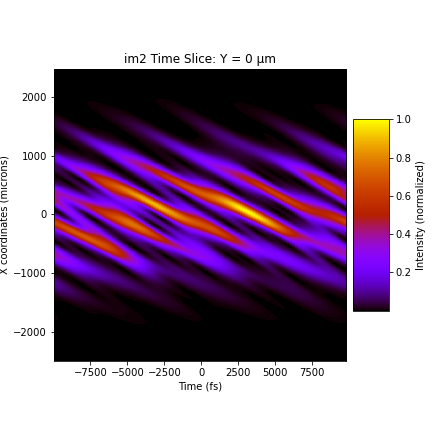 im2 Time Slice: Y = 0 μm
2000
1000
0
−1000
−2000
X coordinates (microns)
−7500 −5000 −2500 0 2500 5000 7500
Time (fs)
1.0
0.8
0.6
0.4
0.2
Intensity (normalized)